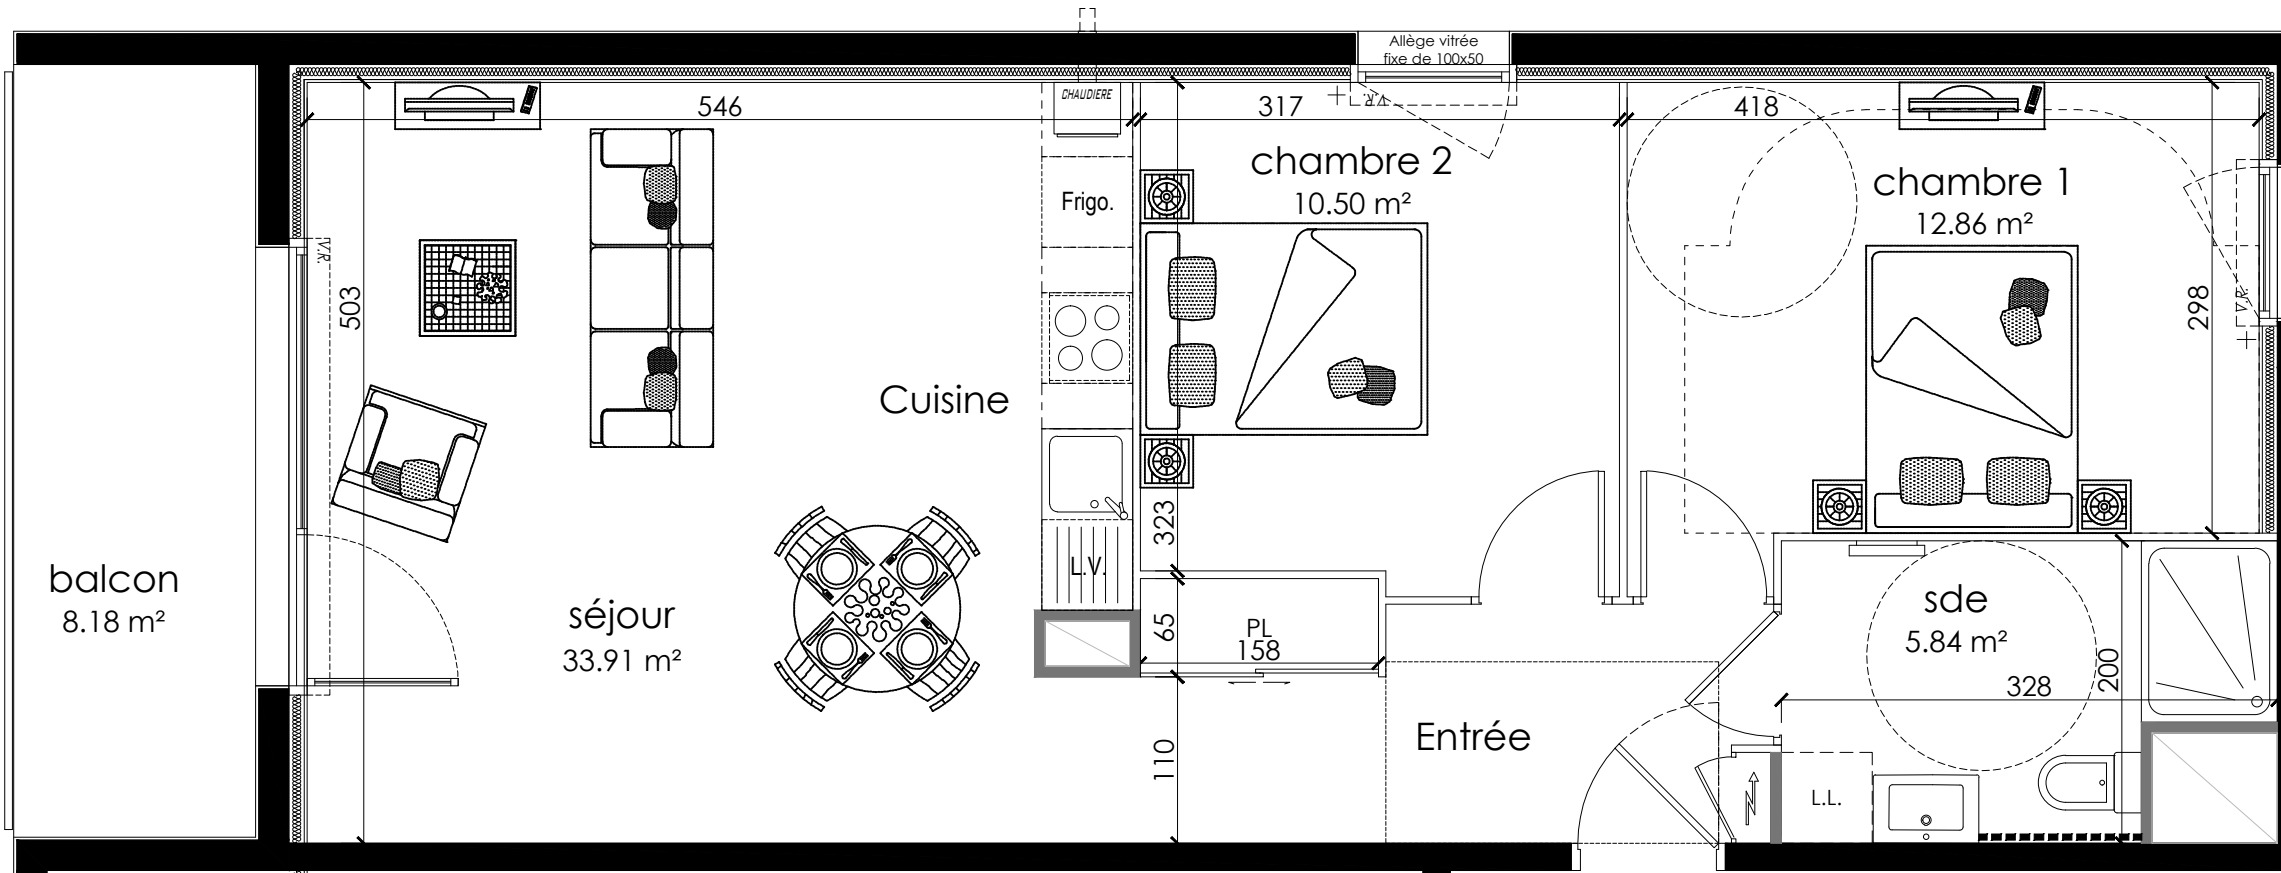 Allège vitrée
fixe de 100x50
CHAUDIERE
546
317
V.R.
418
chambre 2
10.50 m²
chambre 1
12.86 m²
Frigo.
V.R.
503
298
V.R.
Cuisine
323
L.V.
balcon
8.18 m²
séjour
33.91 m²
65
PL
158
sde
5.84 m²
200
328
Entrée
110
L.L.